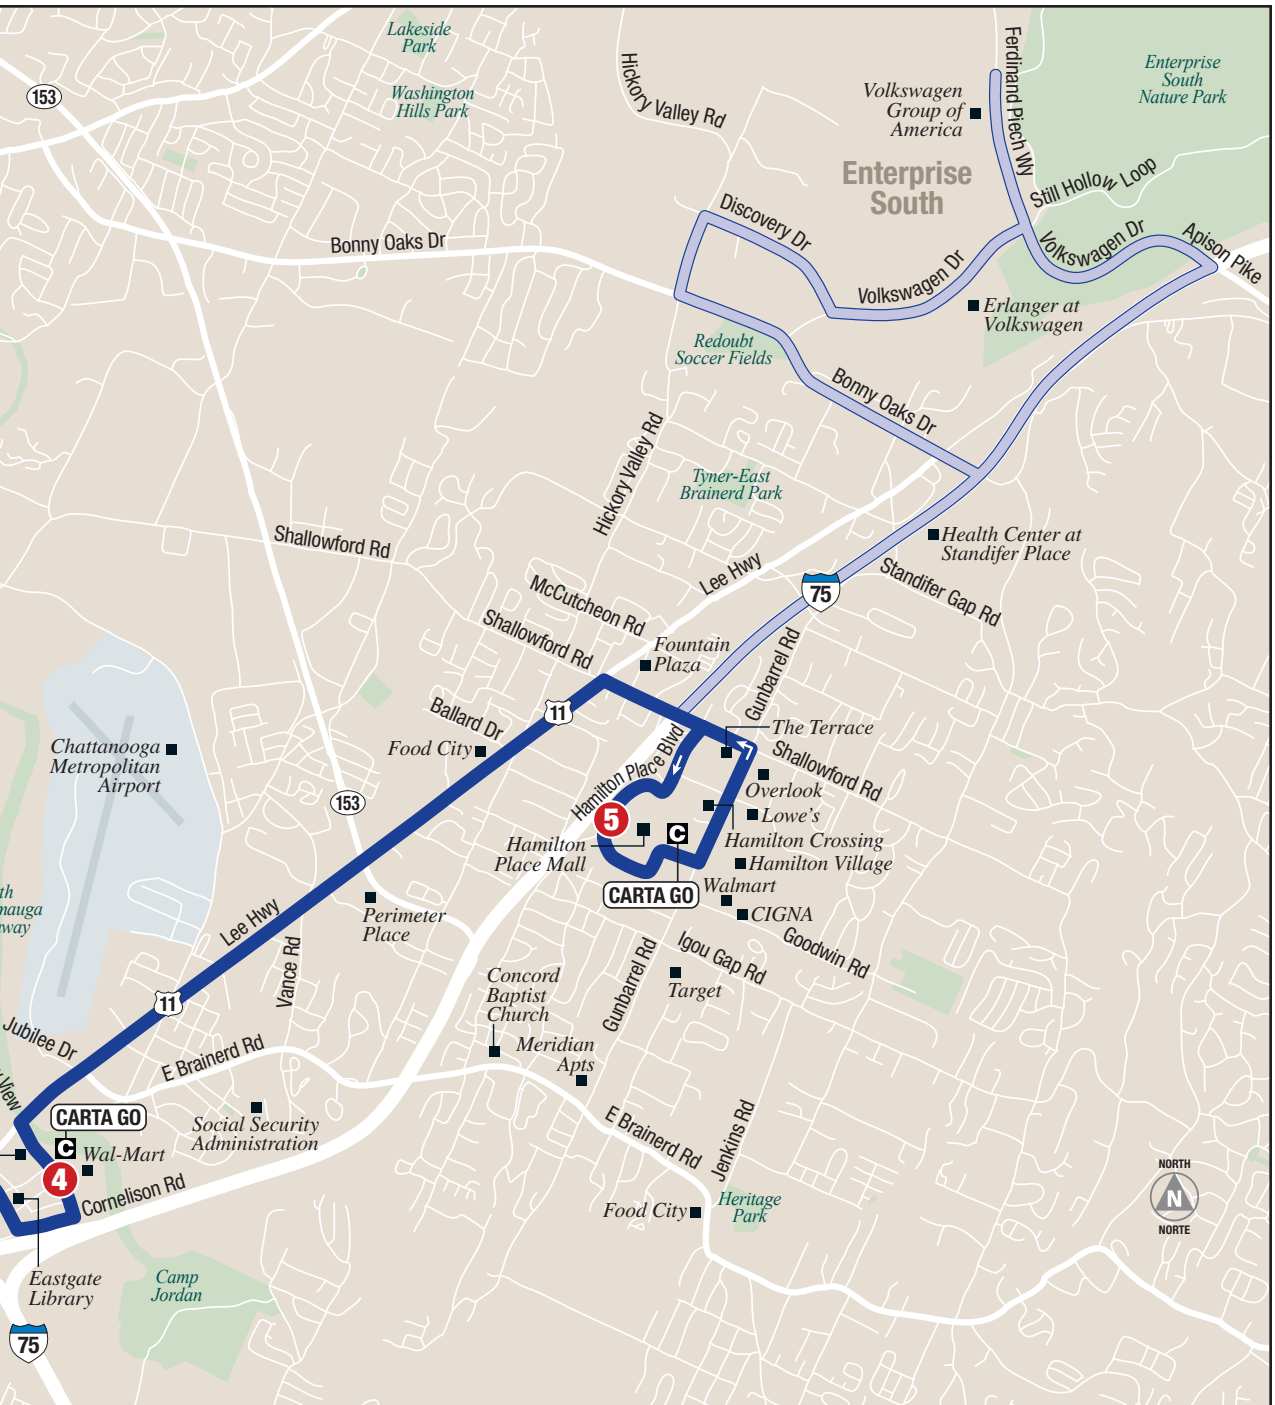 Lakeside
Park
153
Washington
Hills Park
Hickory Valley Rd
Volkswagen
Group of
America
Ferdinand Piech Wy
Enterprise
South
Nature Park
Enterprise
South
Still Hollow Loop
Discovery Dr
Volkswagen Dr
Volkswagen Dr
Apison Pike
Bonny Oaks Dr
Erlanger at
Volkswagen
Redoubt
Soccer Fields
Bonny Oaks Dr
Hickory Valley Rd
Tyner-East
Brainerd Park
Shallowford Rd
Health Center at
Standifer Place
Lee Hwy
75
Standifer Gap Rd
McCutcheon Rd
Shallowford Rd
Fountain
Plaza
Gunbarrel Rd
Ballard Dr
11
Food City
Hamilton Place Blvd
The Terrace
Shallowford Rd
Chattanooga
Metropolitan
Airport
153
Overlook
Lowe's
5
C
Hamilton
Place Mall
Hamilton Crossing
Hamilton Village
CARTA GO
Walmart
CIGNA
Perimeter
Place
Lee Hwy
Vance Rd
Goodwin Rd
Igou Gap Rd
Gunbarrel Rd
Target
th
mauga
way
11
Concord
Baptist
Church
Meridian
Apts
Jubilee Dr
E Brainerd Rd
View
CARTA GO
C
Social Security
Administration
E Brainerd Rd
Jenkins Rd
Wal-Mart
4
Cornelison Rd
Food City
Heritage
Park
NORTH
N
NORTE
Eastgate
Library
Camp
Jordan
75